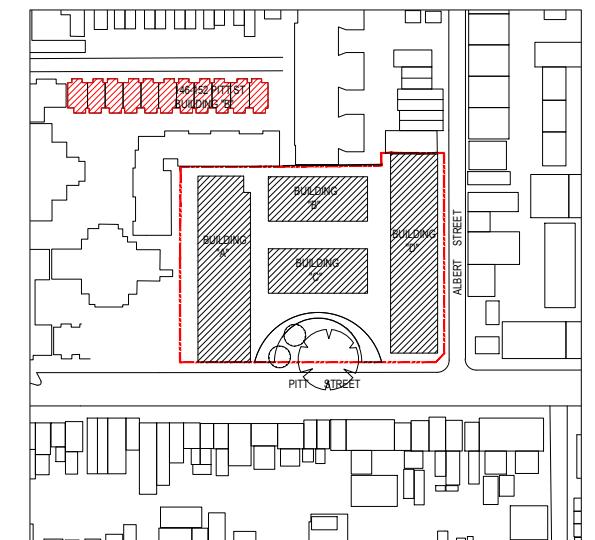 146-152 PITT ST
BUILDING "B"
BUILDING
"B"
BUILDING
"A"
BUILDING
"D"
BUILDING
"C"
ALBERT STREET
PITT STREET